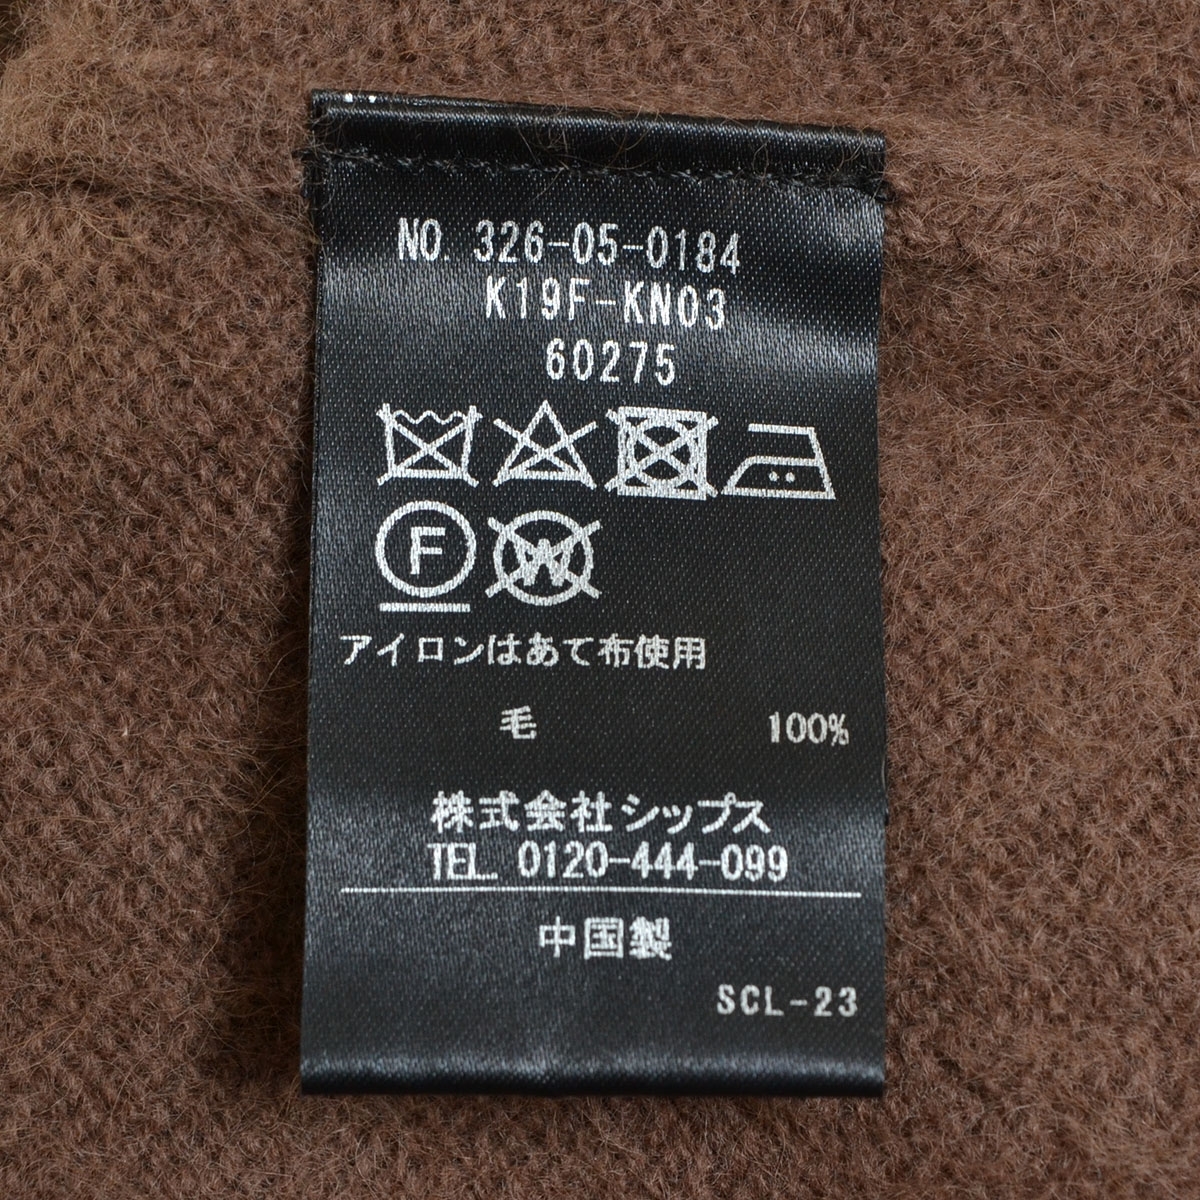 NO. 326-05-0184
K19F-KN03
60275
F W
アイロンはあて布使用
毛 100%
株式会社シップス
TEL. 0120-444-099
中国製
SCL-23